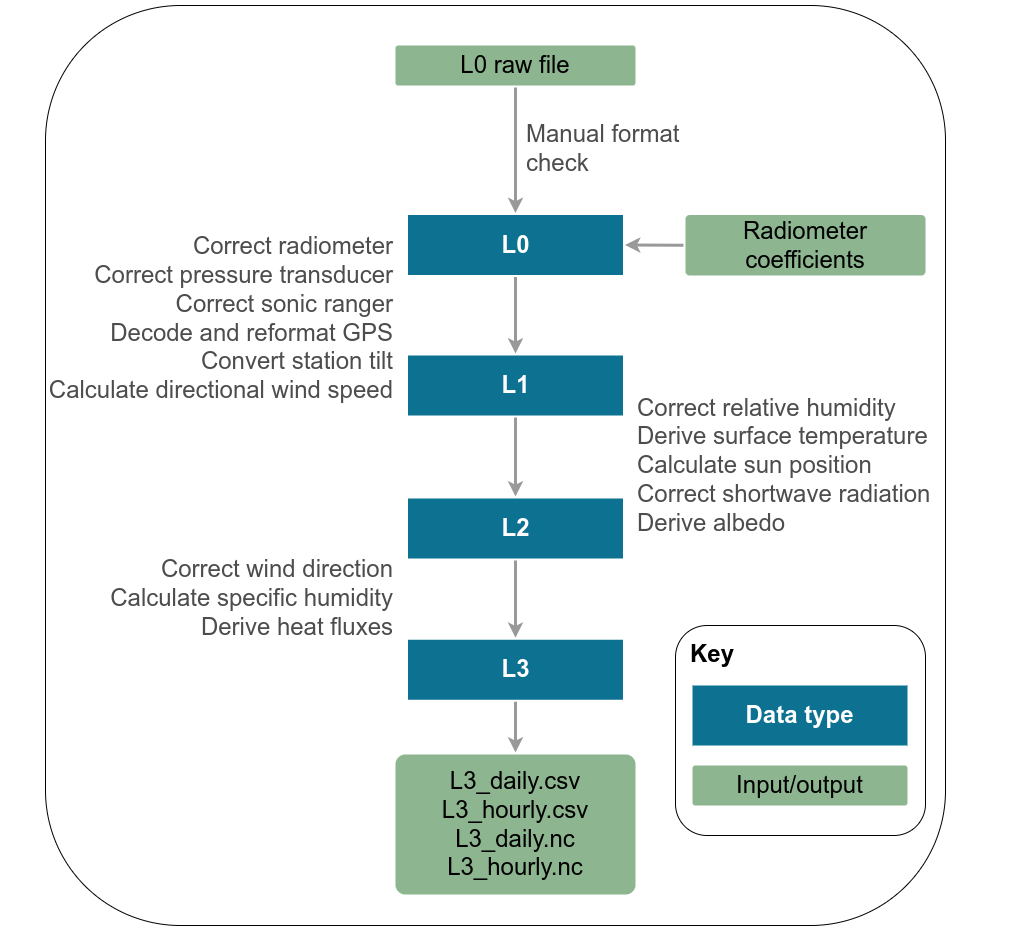 L0 raw file
Manual format
check
L0
Radiometer
coefficients
Correct radiometer
Correct pressure transducer
Correct sonic ranger
Decode and reformat GPS
Convert station tilt
Calculate directional wind speed
L1
Correct relative humidity
Derive surface temperature
Calculate sun position
Correct shortwave radiation
Derive albedo
L2
Correct wind direction
Calculate specific humidity
Derive heat fluxes
L3
L3_daily.csv
L3_hourly.csv
L3_daily.nc
L3_hourly.nc
Key
Data type
Input/output